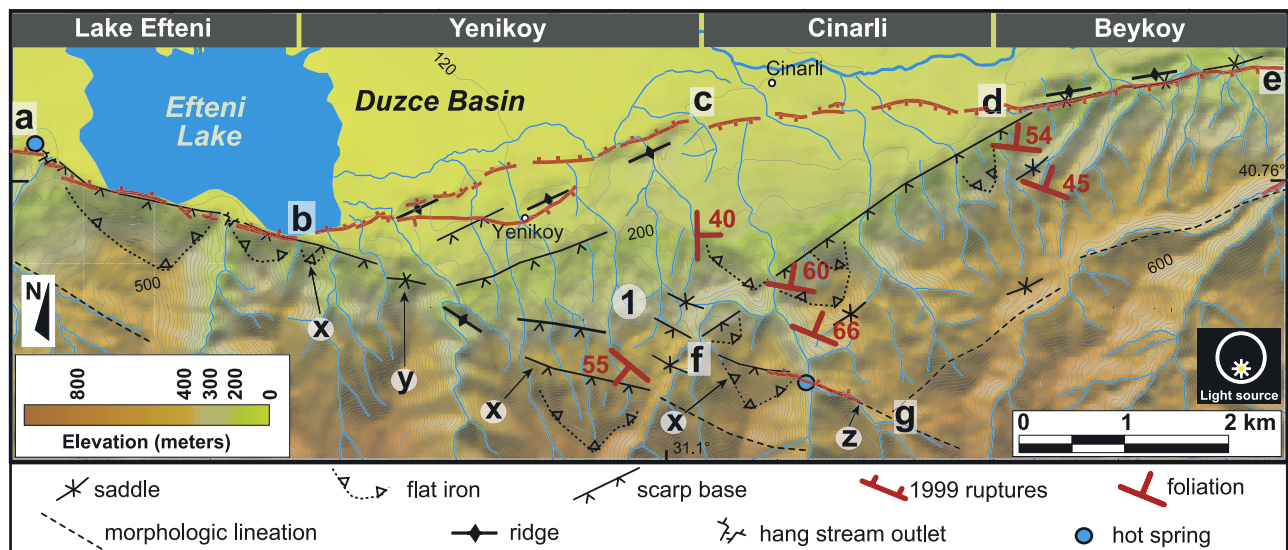 Lake Efteni Yenikoy Cinarli Beykoy
120
Cinarli
Efteni
Lake
Duzce Basin
a
c
d
e
54
45
40.76°
b
Yenikoy
200
40
60
500
600
N
x
y
1
66
55
f
x
x
z
g
31.1°
800
400
300
200
0
Elevation (meters)
Light source
0 1 2 km
saddle flat iron scarp base 1999 ruptures foliation
morphologic lineation ridge hang stream outlet hot spring